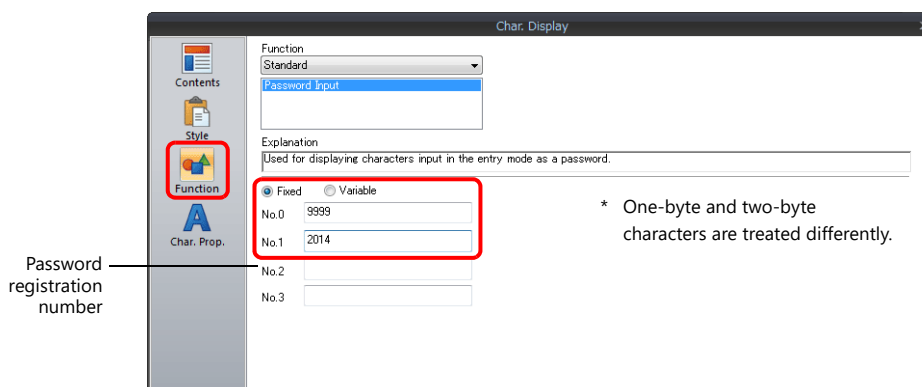 Char. Display
Contents
Style
Function
Char. Prop.
Function
Standard
Password Input
Explanation
Used for displaying characters input in the entry mode as a password.
Fixed Variable
No.0 9999
No.1 2014
No.2
No.3
Password
registration
number
* One-byte and two-byte
characters are treated differently.